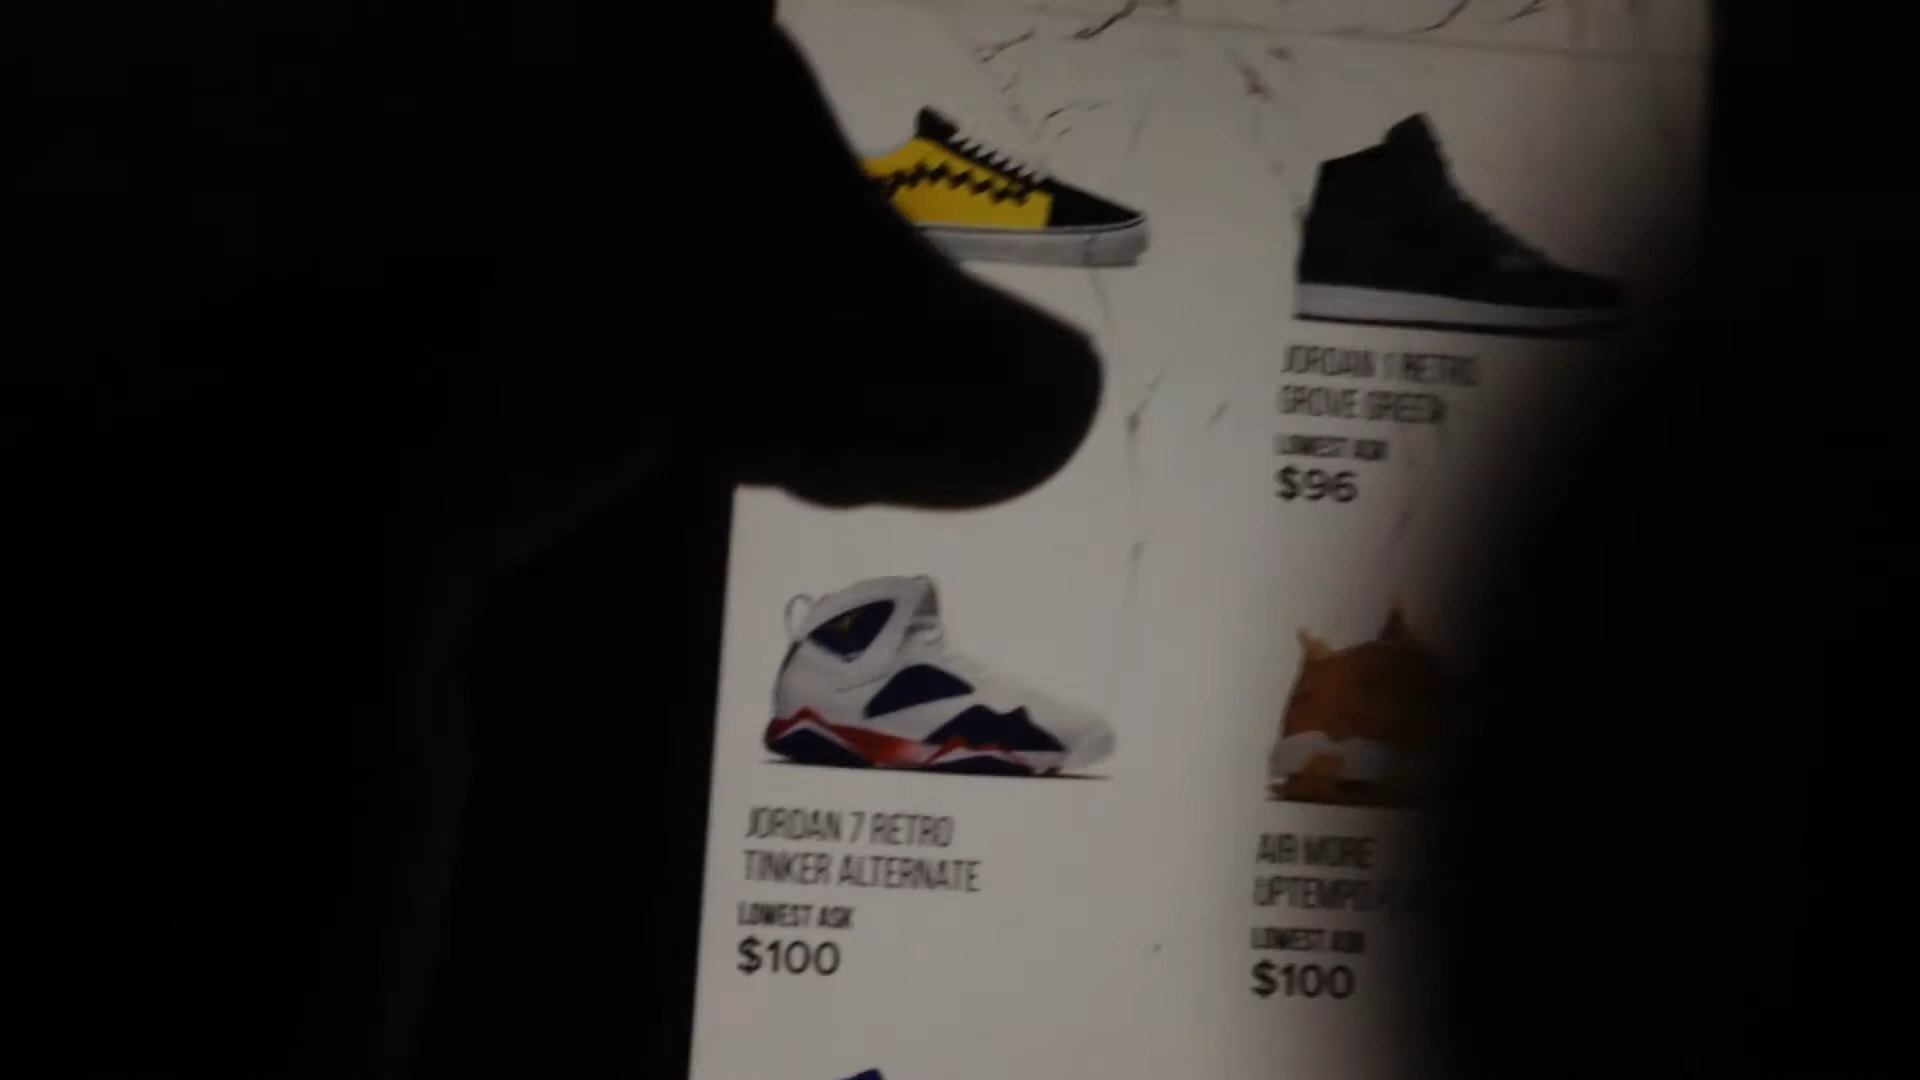 JORDAN 1 RETRO
GROVE GREEN
LOWEST ASK
$96
JORDAN 7 RETRO
TINKER ALTERNATE
LOWEST ASK
$100
AIR MORE
UPTEMPO
LOWEST ASK
$100